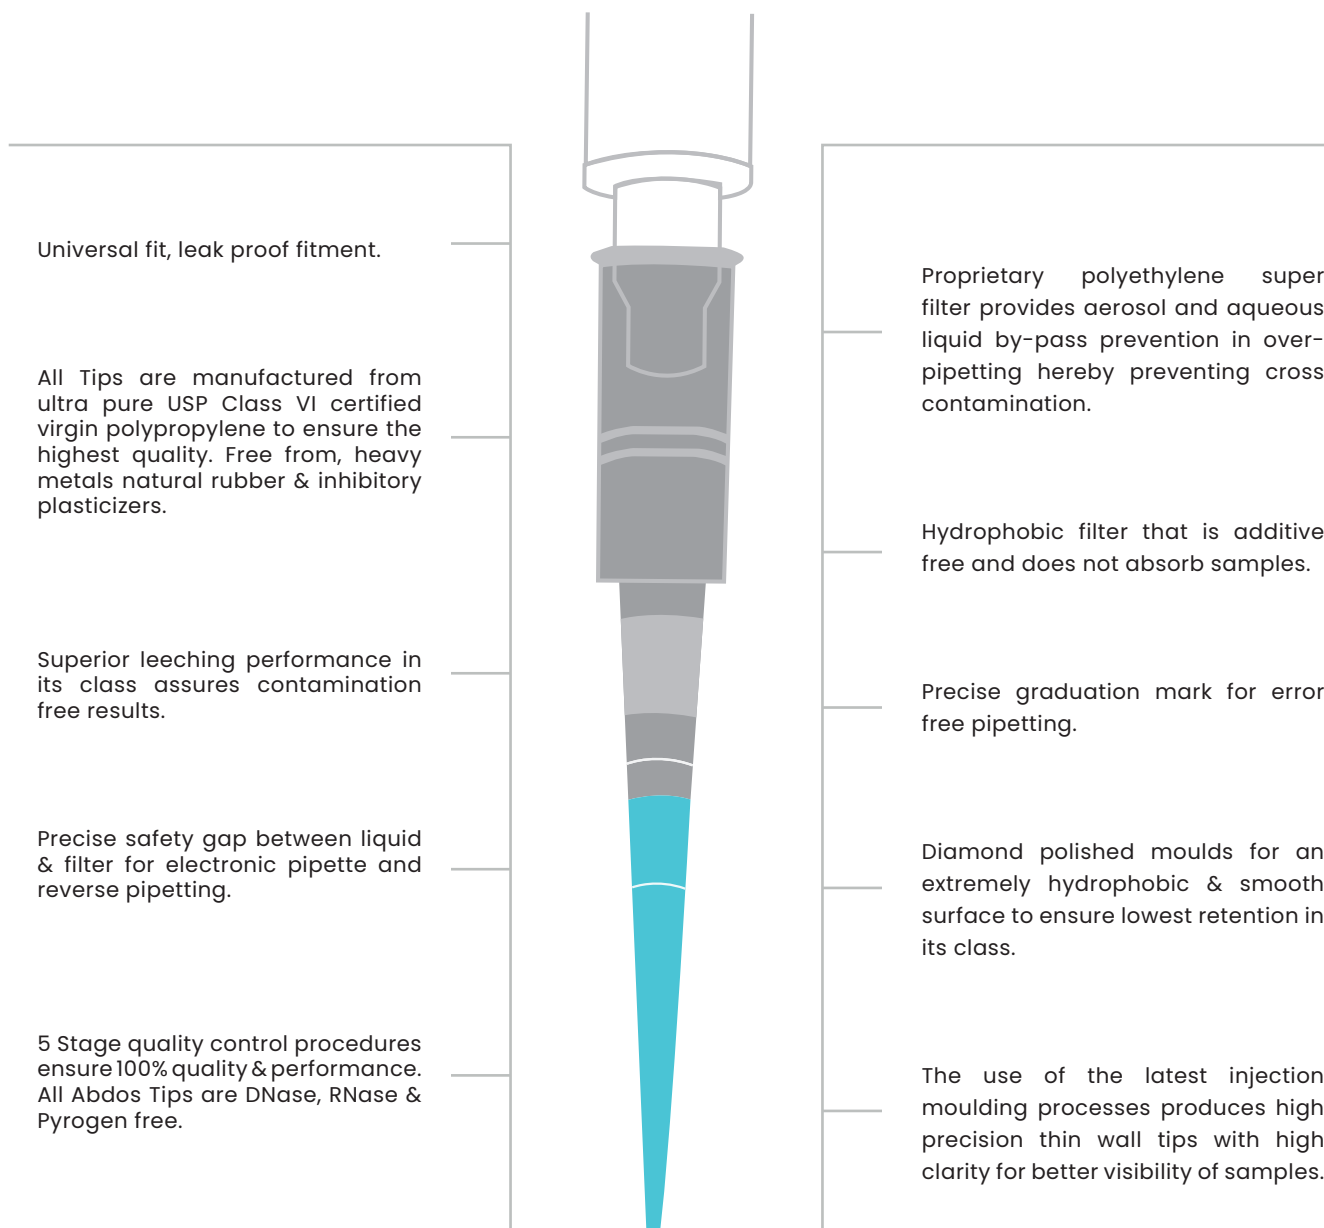 Universal fit, leak proof fitment.
All Tips are manufactured from
ultra pure USP Class VI certified
virgin polypropylene to ensure the
highest quality. Free from, heavy
metals natural rubber & inhibitory
plasticizers.
Superior leeching performance in
its class assures contamination
free results.
Precise safety gap between liquid
& filter for electronic pipette and
reverse pipetting.
5 Stage quality control procedures
ensure 100% quality & performance.
All Abdos Tips are DNase, RNase &
Pyrogen free.
Proprietary polyethylene super
filter provides aerosol and aqueous
liquid by-pass prevention in over-
pipetting hereby preventing cross
contamination.
Hydrophobic filter that is additive
free and does not absorb samples.
Precise graduation mark for error
free pipetting.
Diamond polished moulds for an
extremely hydrophobic & smooth
surface to ensure lowest retention in
its class.
The use of the latest injection
moulding processes produces high
precision thin wall tips with high
clarity for better visibility of samples.